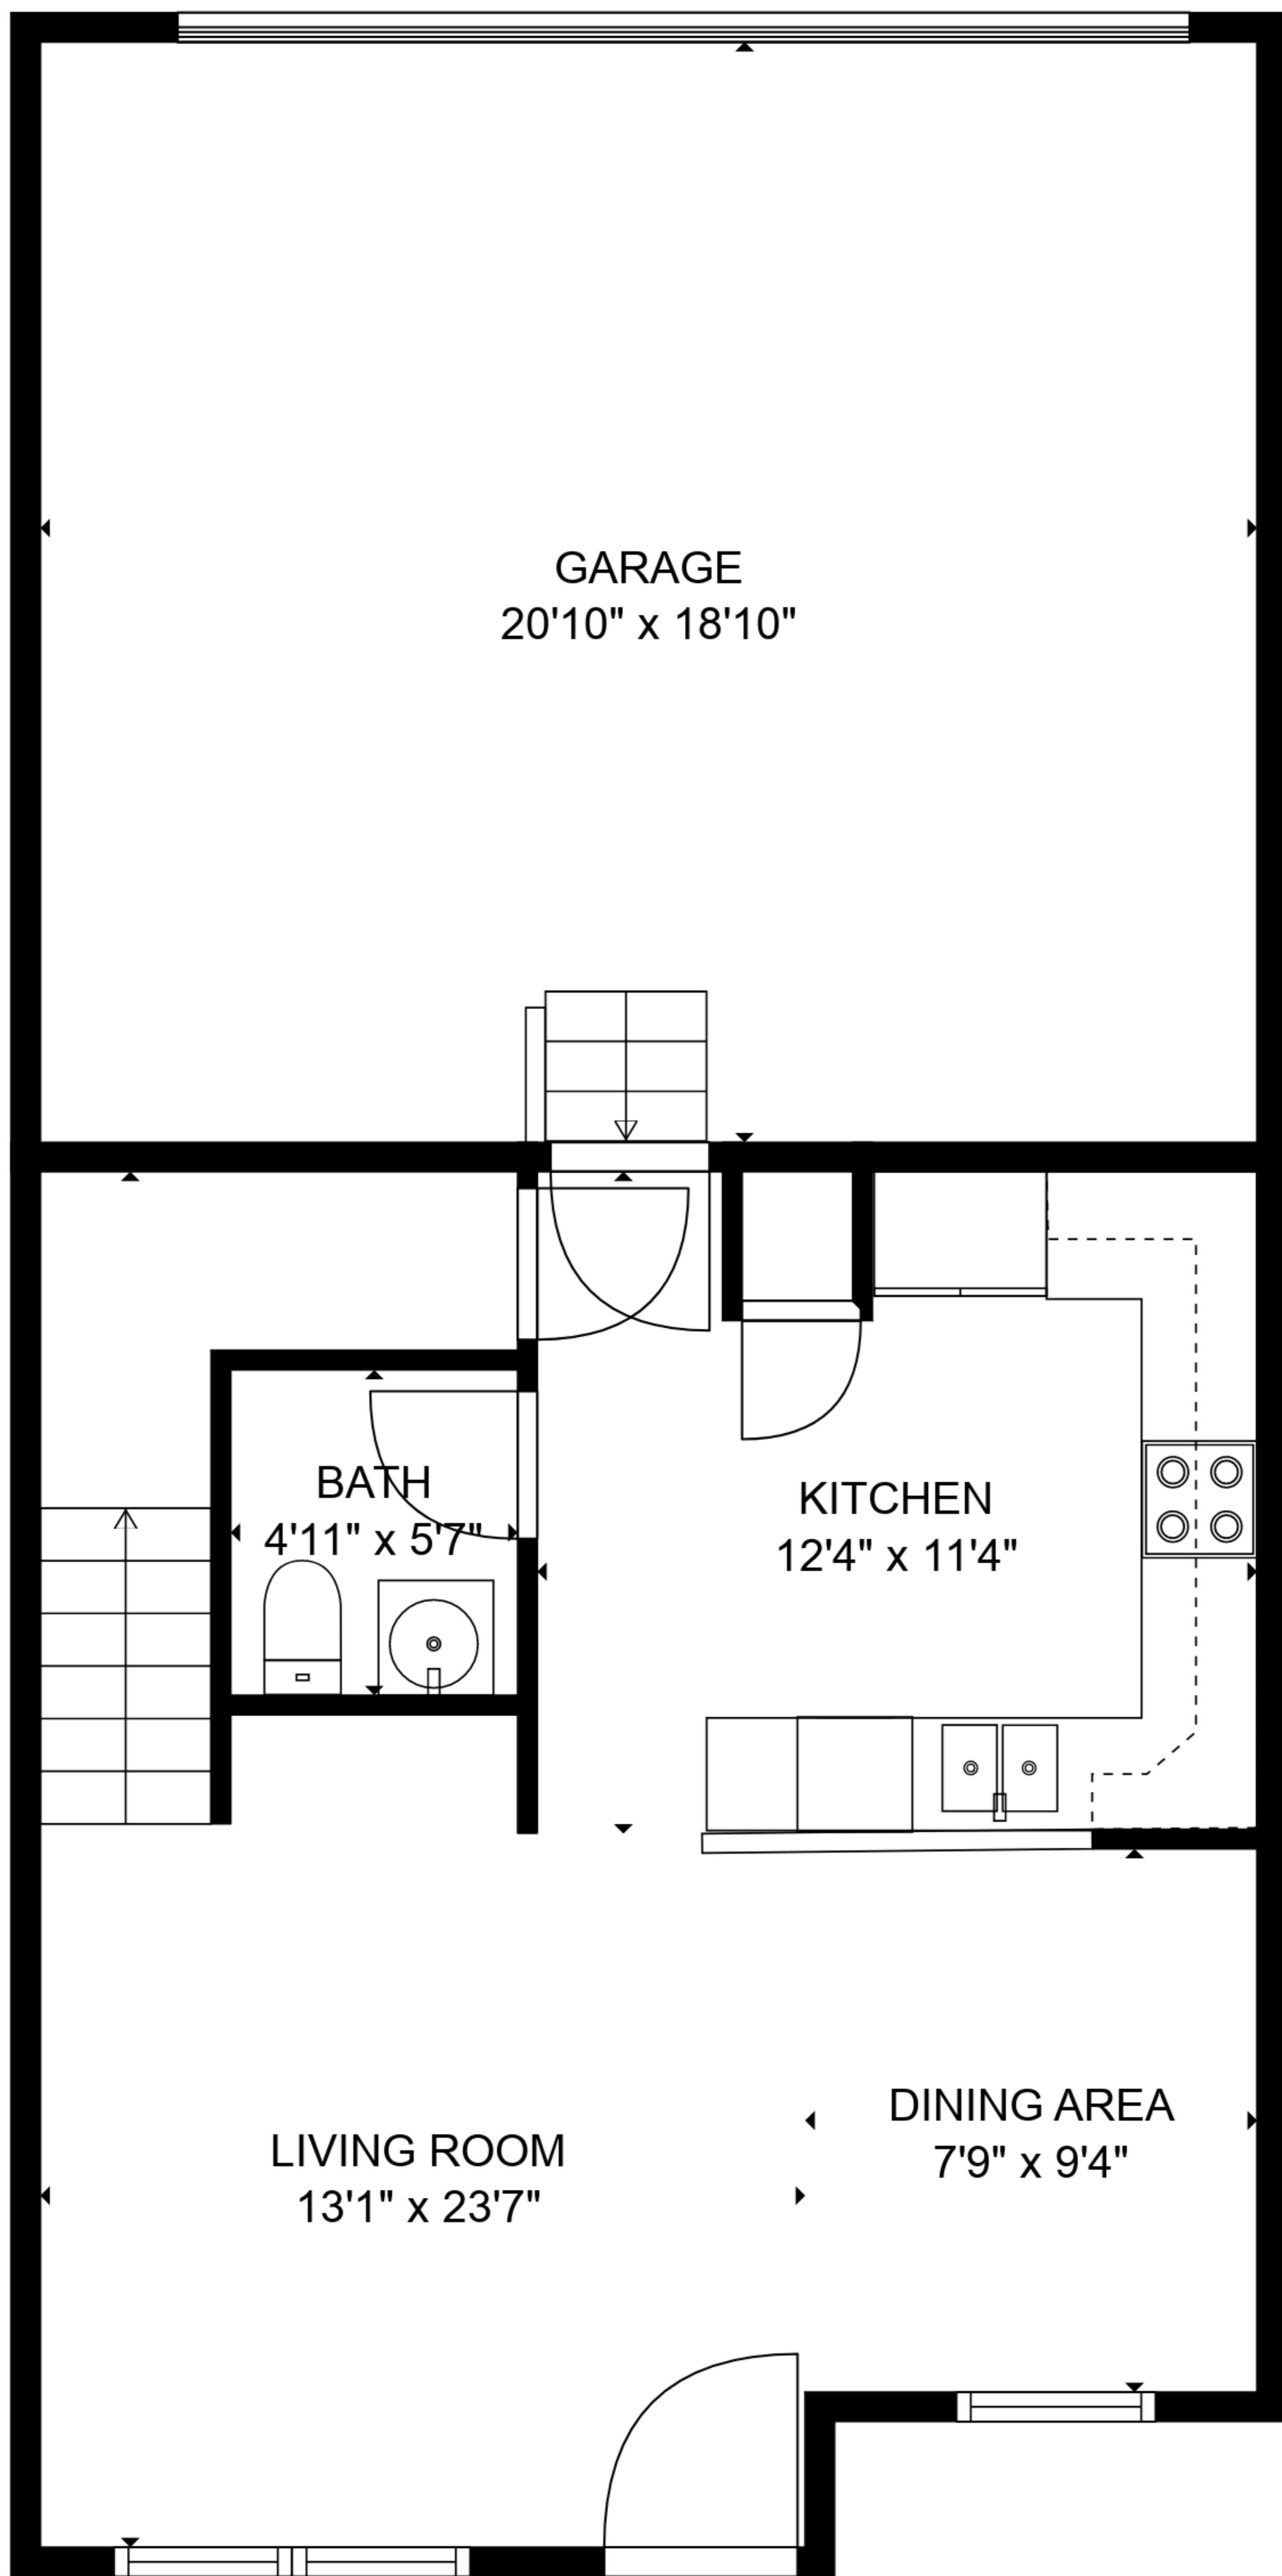 GARAGE
20'10" x 18'10"
BATH
4'11" x 5'7"
KITCHEN
12'4" x 11'4"
DINING AREA
7'9" x 9'4"
LIVING ROOM
13'1" x 23'7"